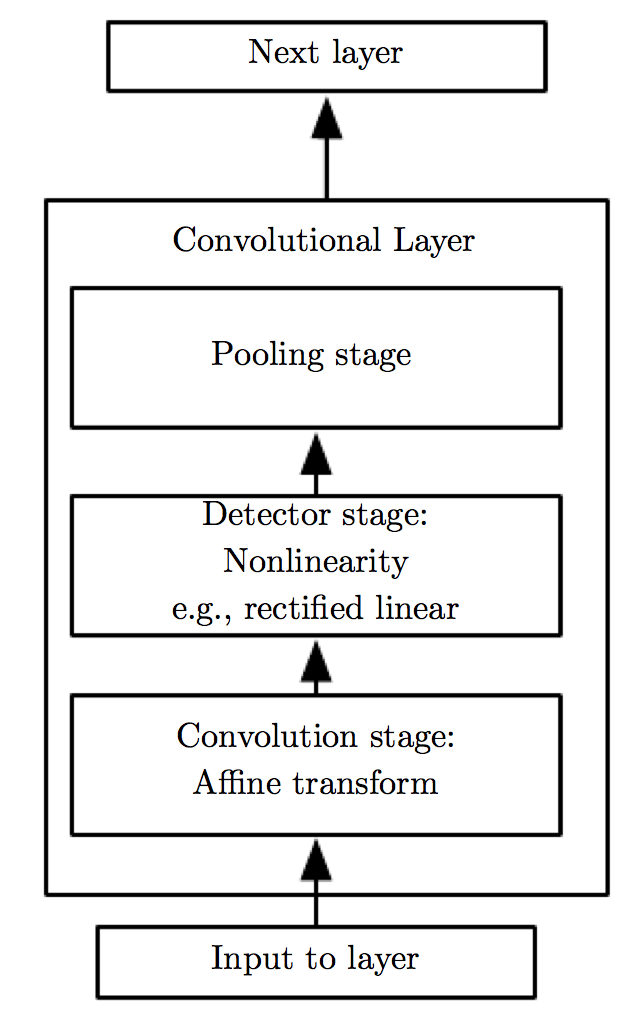 Next layer
Convolutional Layer
Pooling stage
Detector stage:
Nonlinearity
e.g., rectified linear
Convolution stage:
Affine transform
Input to layer